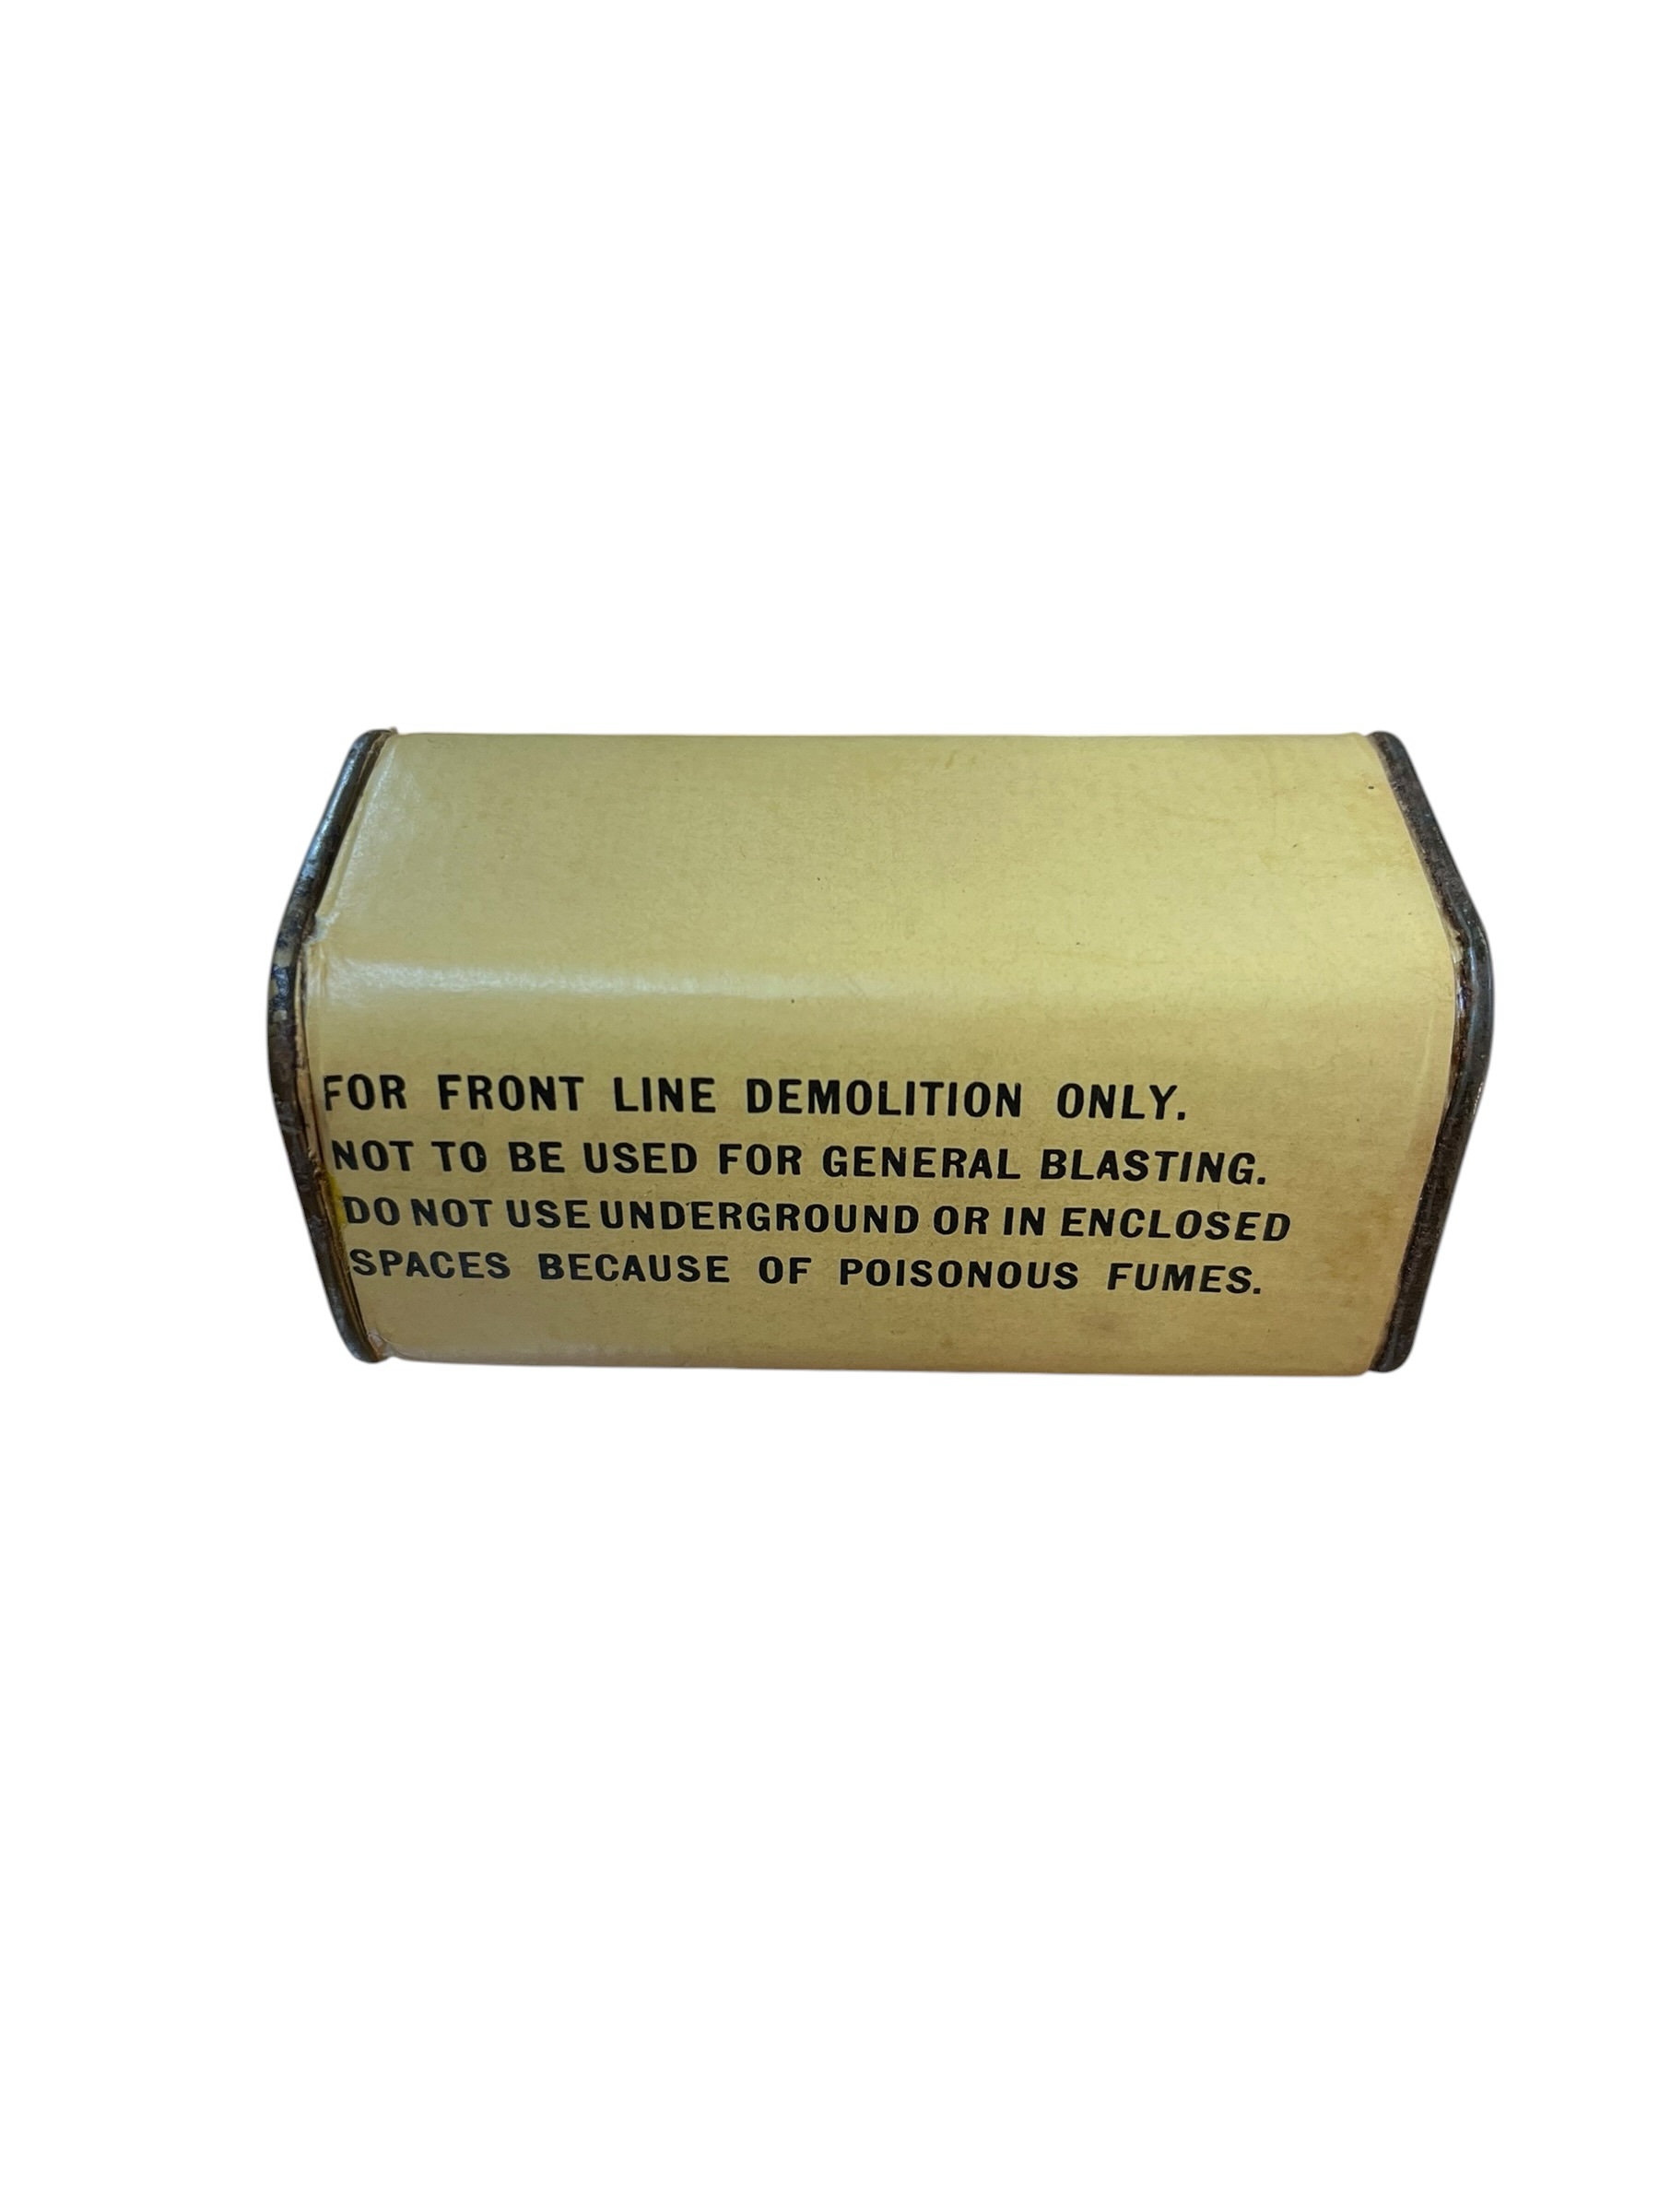 FOR FRONT LINE DEMOLITION ONLY.
NOT TO BE USED FOR GENERAL BLASTING.
DO NOT USE UNDERGROUND OR IN ENCLOSED
SPACES BECAUSE OF POISONOUS FUMES.